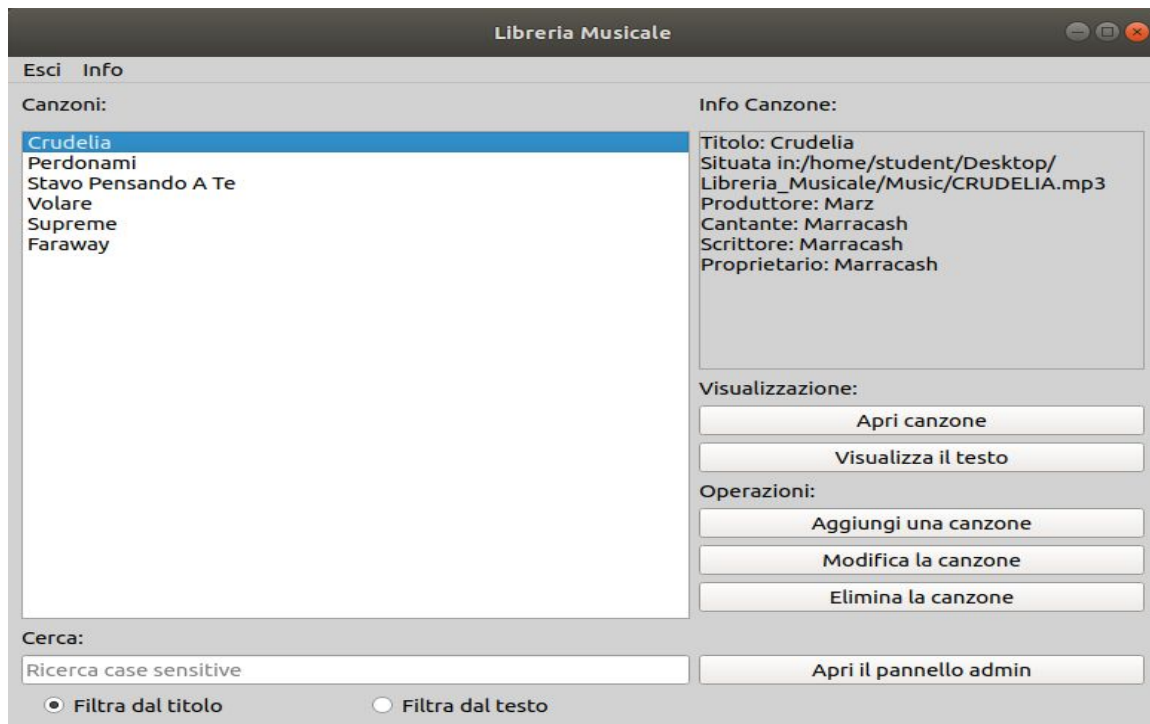 Libreria Musicale
Esci Info
Canzoni:
Crudelia
Perdonami
Stavo Pensando A Te
Volare
Supreme
Faraway
Info Canzone:
Titolo: Crudelia
Situata in:/home/student/Desktop/
Libreria_Musicale/Music/CRUDELIA.mp3
Produttore: Marz
Cantante: Marracash
Scrittore: Marracash
Proprietario: Marracash
Visualizzazione:
Apri canzone
Visualizza il testo
Operazioni:
Aggiungi una canzone
Modifica la canzone
Elimina la canzone
Cerca:
Ricerca case sensitive
Apri il pannello admin
Filtra dal titolo
Filtra dal testo